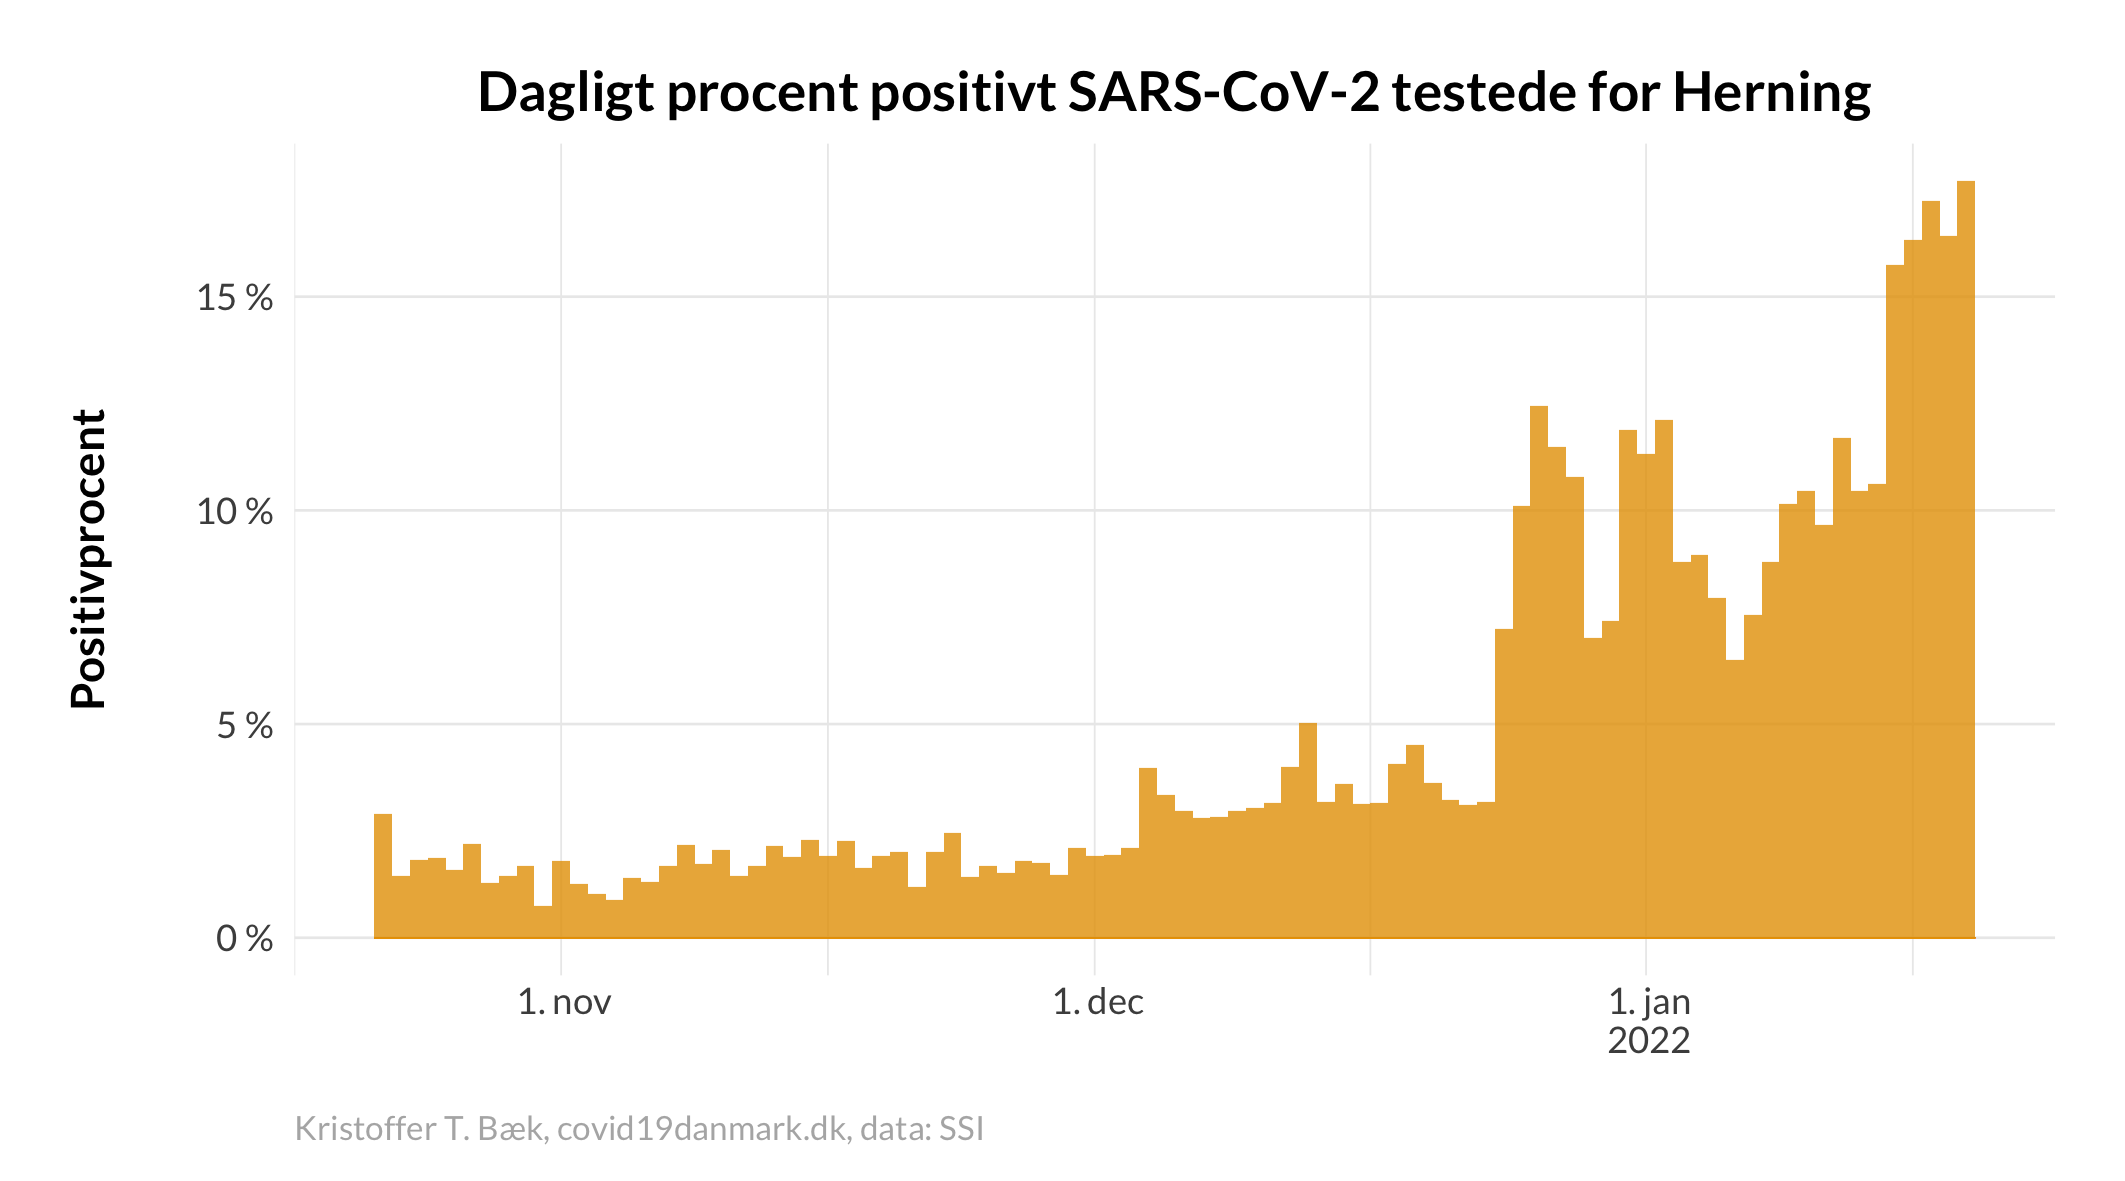 Dagligt procent positivt SARS-CoV-2 testede for Herning
Positivprocent
15 %
10 %
5 %
0 %
1. nov
1. dec
1. jan
2022
Kristoffer T. Bæk, covid19danmark.dk, data: SSI